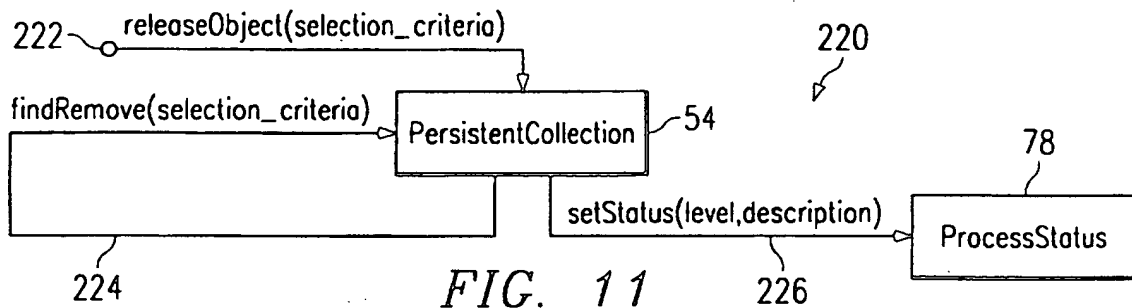 releaseObject(selection_criteria)
222
220
findRemove(selection_criteria)
PersistentCollection
54
78
setStatus(level,description)
ProcessStatus
224
FIG. 11
226